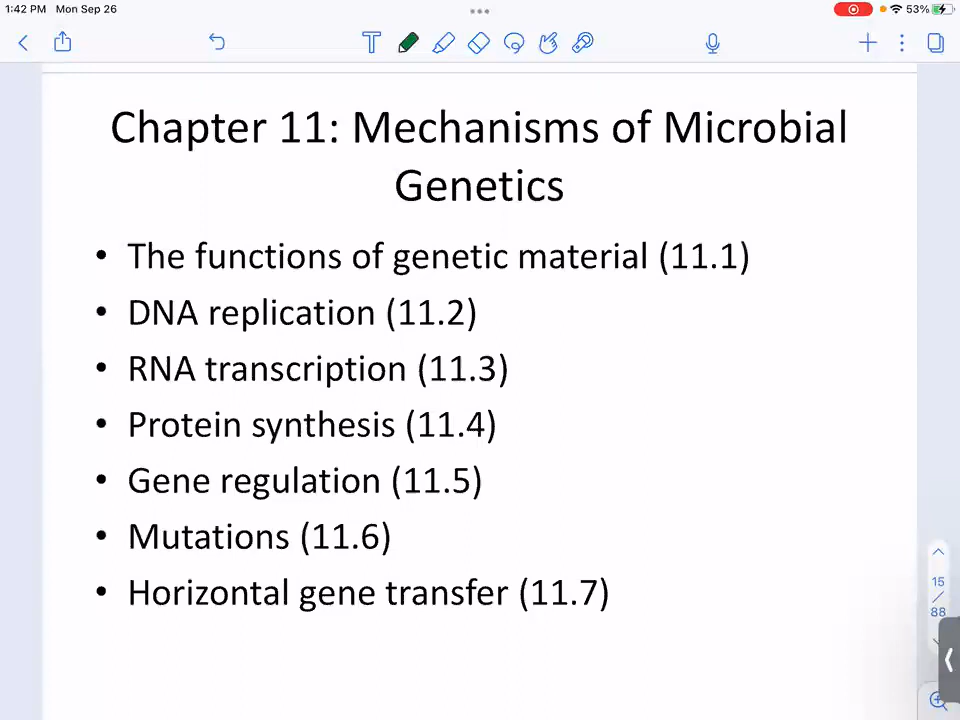 1:42 PM Mon Sep 26
53%
Chapter 11: Mechanisms of Microbial
Genetics
• The functions of genetic material (11.1)
• DNA replication (11.2)
• RNA transcription (11.3)
• Protein synthesis (11.4)
• Gene regulation (11.5)
• Mutations (11.6)
• Horizontal gene transfer (11.7)
15
/
88